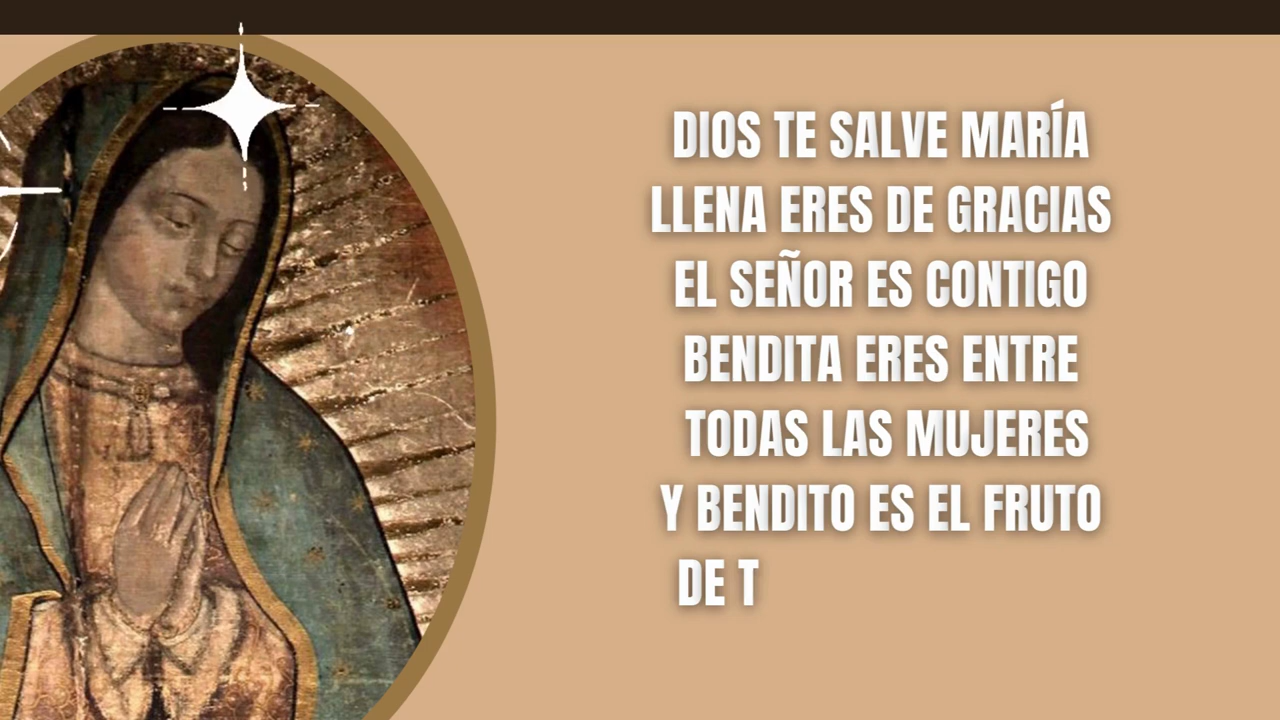 DIOS TE SALVE MARÍA
LLENA ERES DE GRACIAS
EL SEÑOR ES CONTIGO
BENDITA ERES ENTRE
TODAS LAS MUJERES
Y BENDITO ES EL FRUTO
DE T